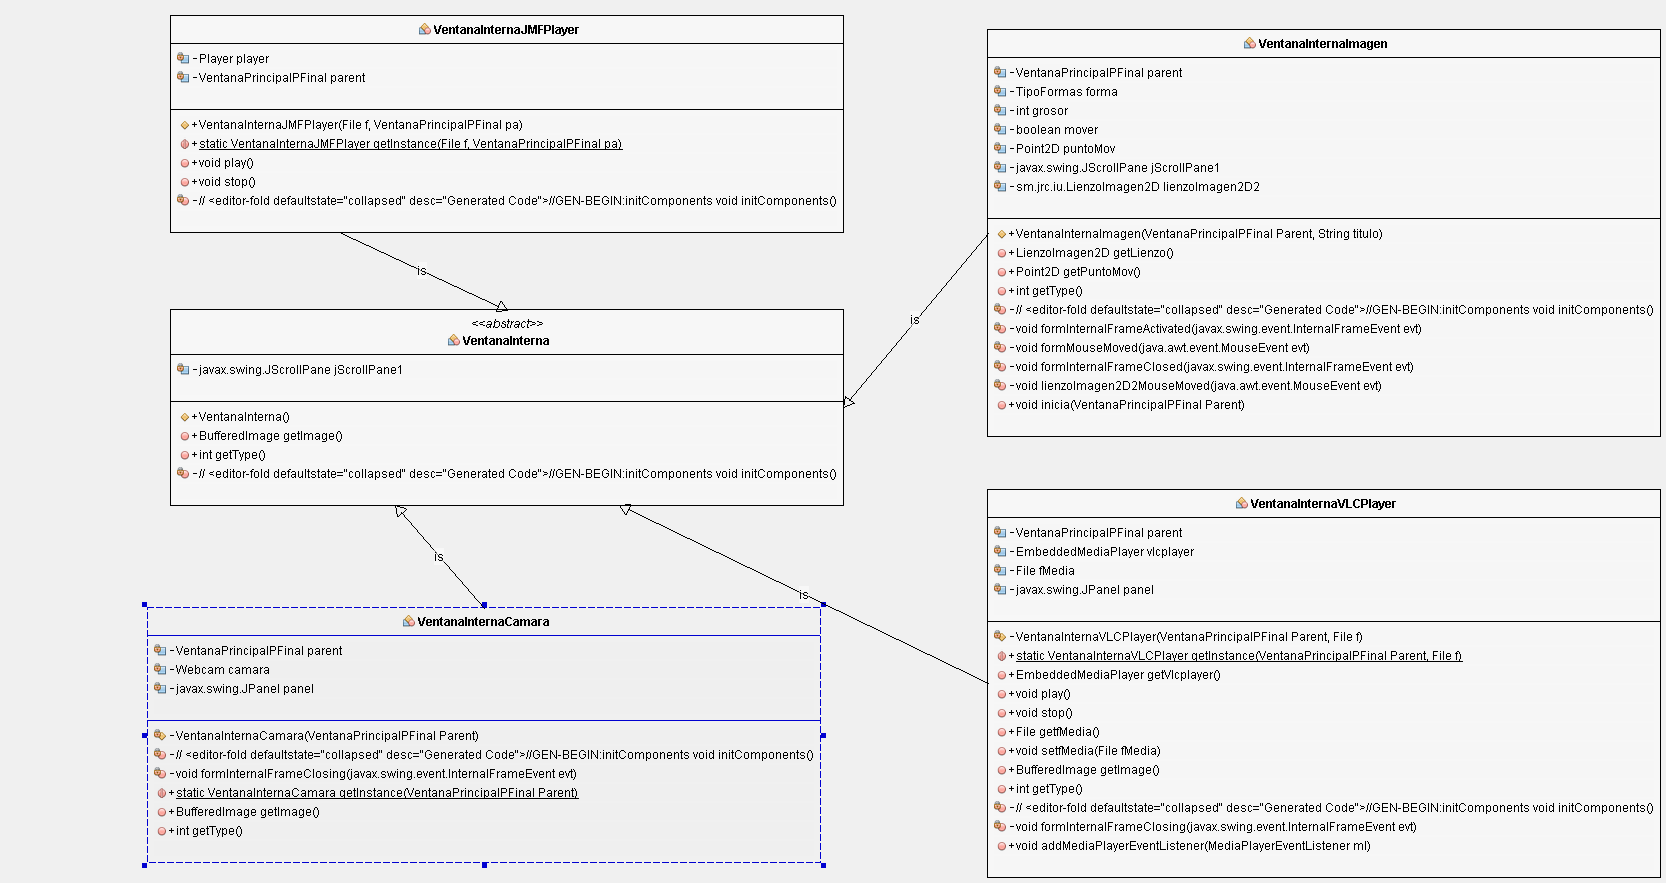 VentanaInternaJMFPlayer
-Player player
-VentanaPrincipalPFinal parent
+VentanaInternaJMFPlayer(File f, VentanaPrincipalPFinal pa)
+static VentanaInternaJMFPlayer getInstance(File f, VentanaPrincipalPFinal pa)
+void play()
+void stop()
-// <editor-fold defaultstate="collapsed" desc="Generated Code">//GEN-BEGIN:initComponents void initComponents()
is
<<abstract>>
VentanaInterna
-javax.swing.JScrollPane jScrollPane1
+VentanaInterna()
+BufferedImage getImage()
+int getType()
-// <editor-fold defaultstate="collapsed" desc="Generated Code">//GEN-BEGIN:initComponents void initComponents()
is
VentanaInternaCamara
-VentanaPrincipalPFinal parent
-Webcam camara
-javax.swing.JPanel panel
-VentanaInternaCamara(VentanaPrincipalPFinal Parent)
-// <editor-fold defaultstate="collapsed" desc="Generated Code">//GEN-BEGIN:initComponents void initComponents()
-void formInternalFrameClosing(javax.swing.event.InternalFrameEvent evt)
+static VentanaInternaCamara getInstance(VentanaPrincipalPFinal Parent)
+BufferedImage getImage()
+int getType()
VentanaInternaImagen
-VentanaPrincipalPFinal parent
-TipoFormas forma
-int grosor
-boolean mover
-Point2D puntoMov
-javax.swing.JScrollPane jScrollPane1
-sm.jrc.iu.LienzoImagen2D lienzoImagen2D2
+VentanaInternaImagen(VentanaPrincipalPFinal Parent, String titulo)
+LienzoImagen2D getLienzo()
+Point2D getPuntoMov()
+int getType()
-// <editor-fold defaultstate="collapsed" desc="Generated Code">//GEN-BEGIN:initComponents void initComponents()
-void formInternalFrameActivated(javax.swing.event.InternalFrameEvent evt)
-void formMouseMoved(java.awt.event.MouseEvent evt)
-void formInternalFrameClosed(javax.swing.event.InternalFrameEvent evt)
-void lienzoImagen2D2MouseMoved(java.awt.event.MouseEvent evt)
+void inicia(VentanaPrincipalPFinal Parent)
is
is
VentanaInternaVLCPlayer
-VentanaPrincipalPFinal parent
-EmbeddedMediaPlayer vlcplayer
-File fMedia
-javax.swing.JPanel panel
-VentanaInternaVLCPlayer(VentanaPrincipalPFinal Parent, File f)
+static VentanaInternaVLCPlayer getInstance(VentanaPrincipalPFinal Parent, File f)
+EmbeddedMediaPlayer getVlcplayer()
+void play()
+void stop()
+File getfMedia()
+void setfMedia(File fMedia)
+BufferedImage getImage()
+int getType()
-// <editor-fold defaultstate="collapsed" desc="Generated Code">//GEN-BEGIN:initComponents void initComponents()
-void formInternalFrameClosing(javax.swing.event.InternalFrameEvent evt)
+void addMediaPlayerEventListener(MediaPlayerEventListener ml)